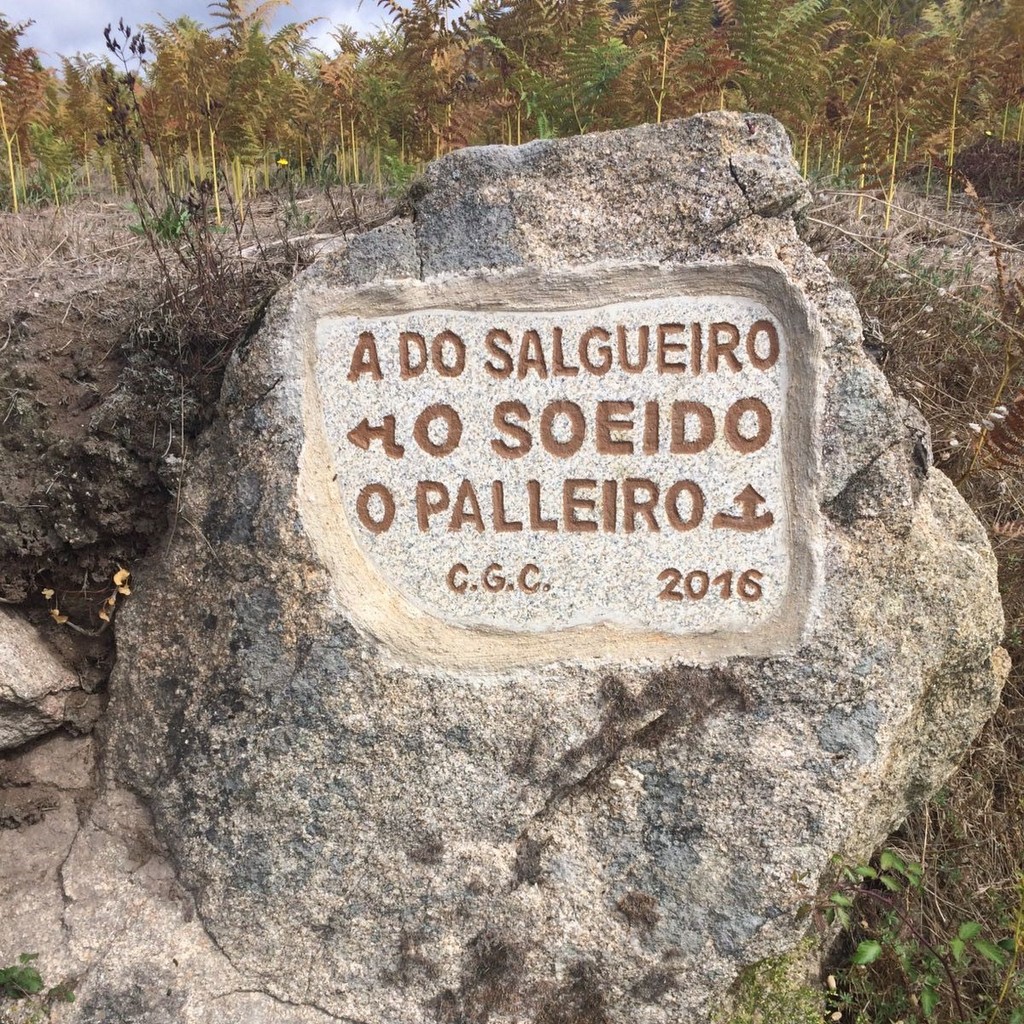 A DO SALGUEIRO
← O SOEIDO
O PALLEIRO ↑
C.G.C. 2016